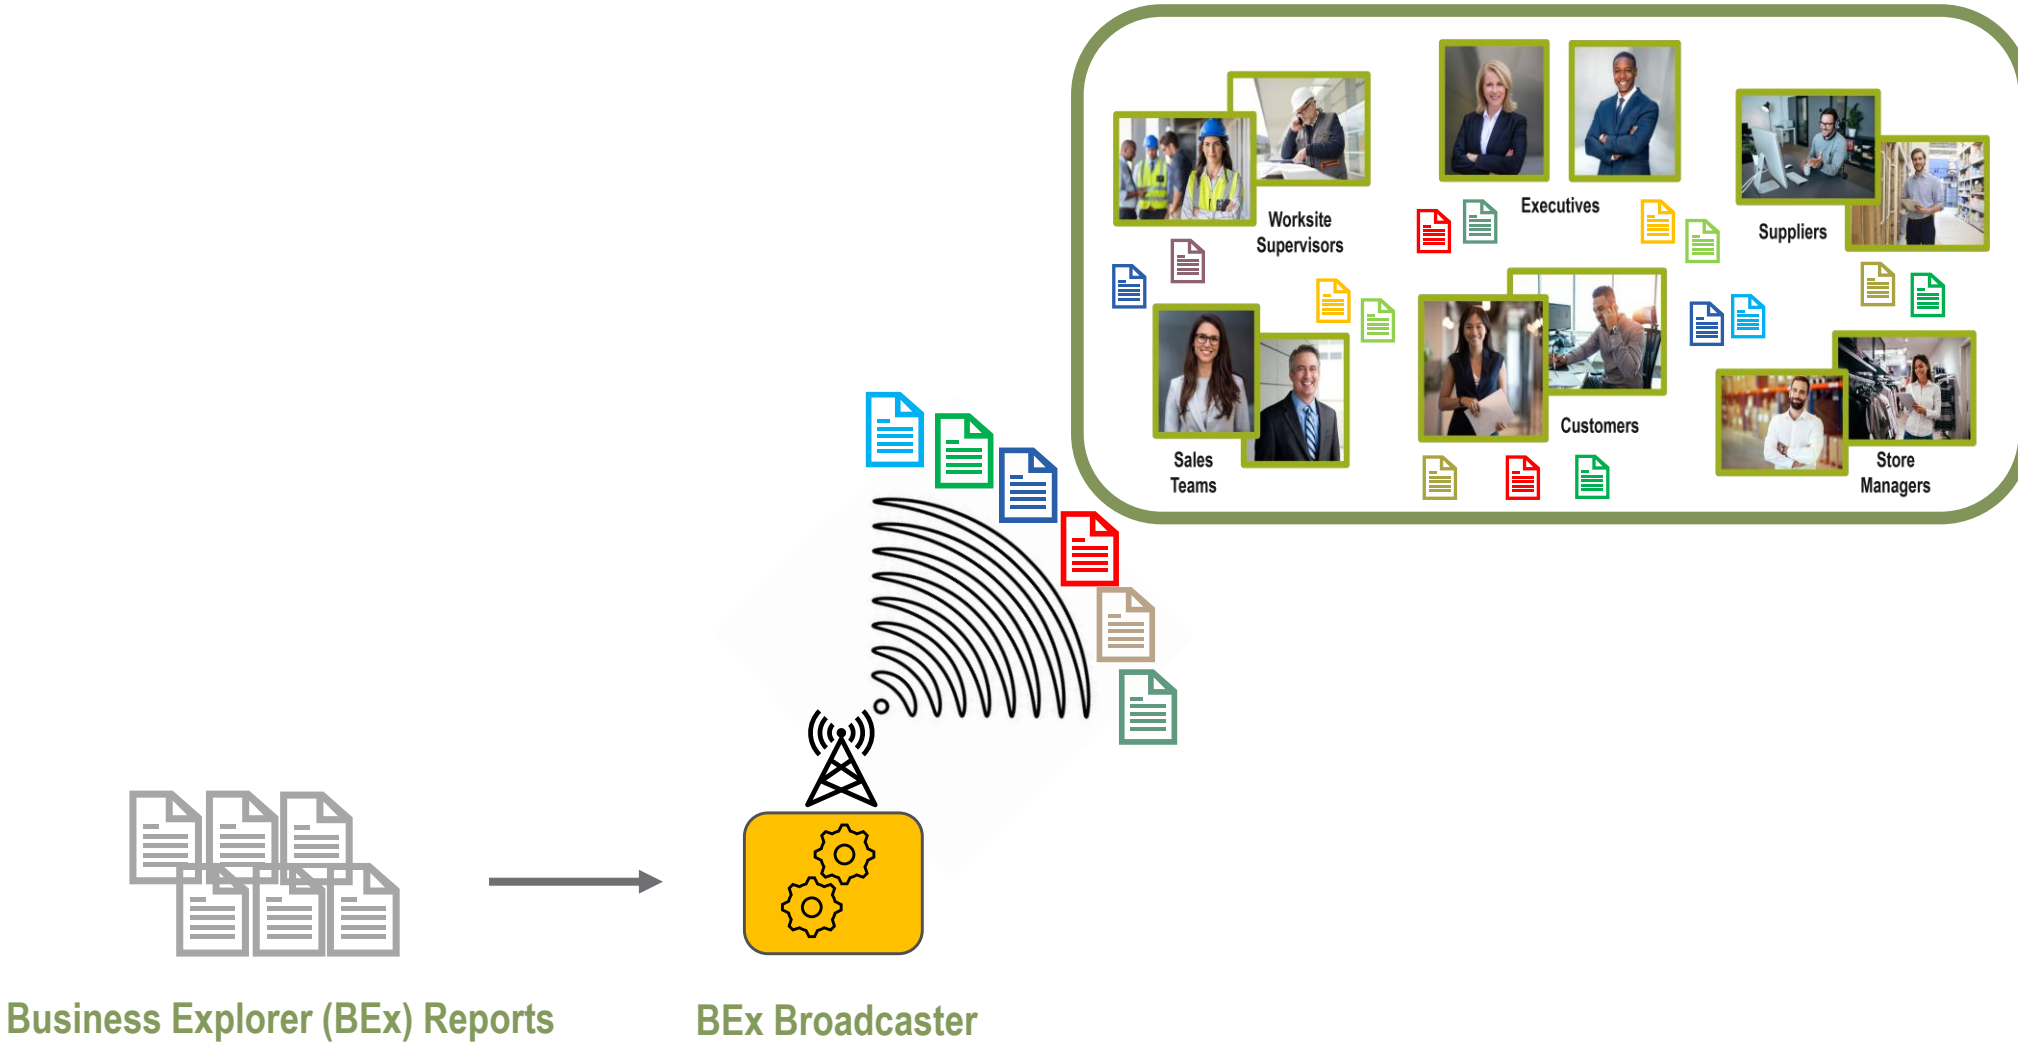 Executives
Worksite
Supervisors
Suppliers
Customers
Sales
Teams
Store
Managers
Business Explorer (BEx) Reports
BEx Broadcaster